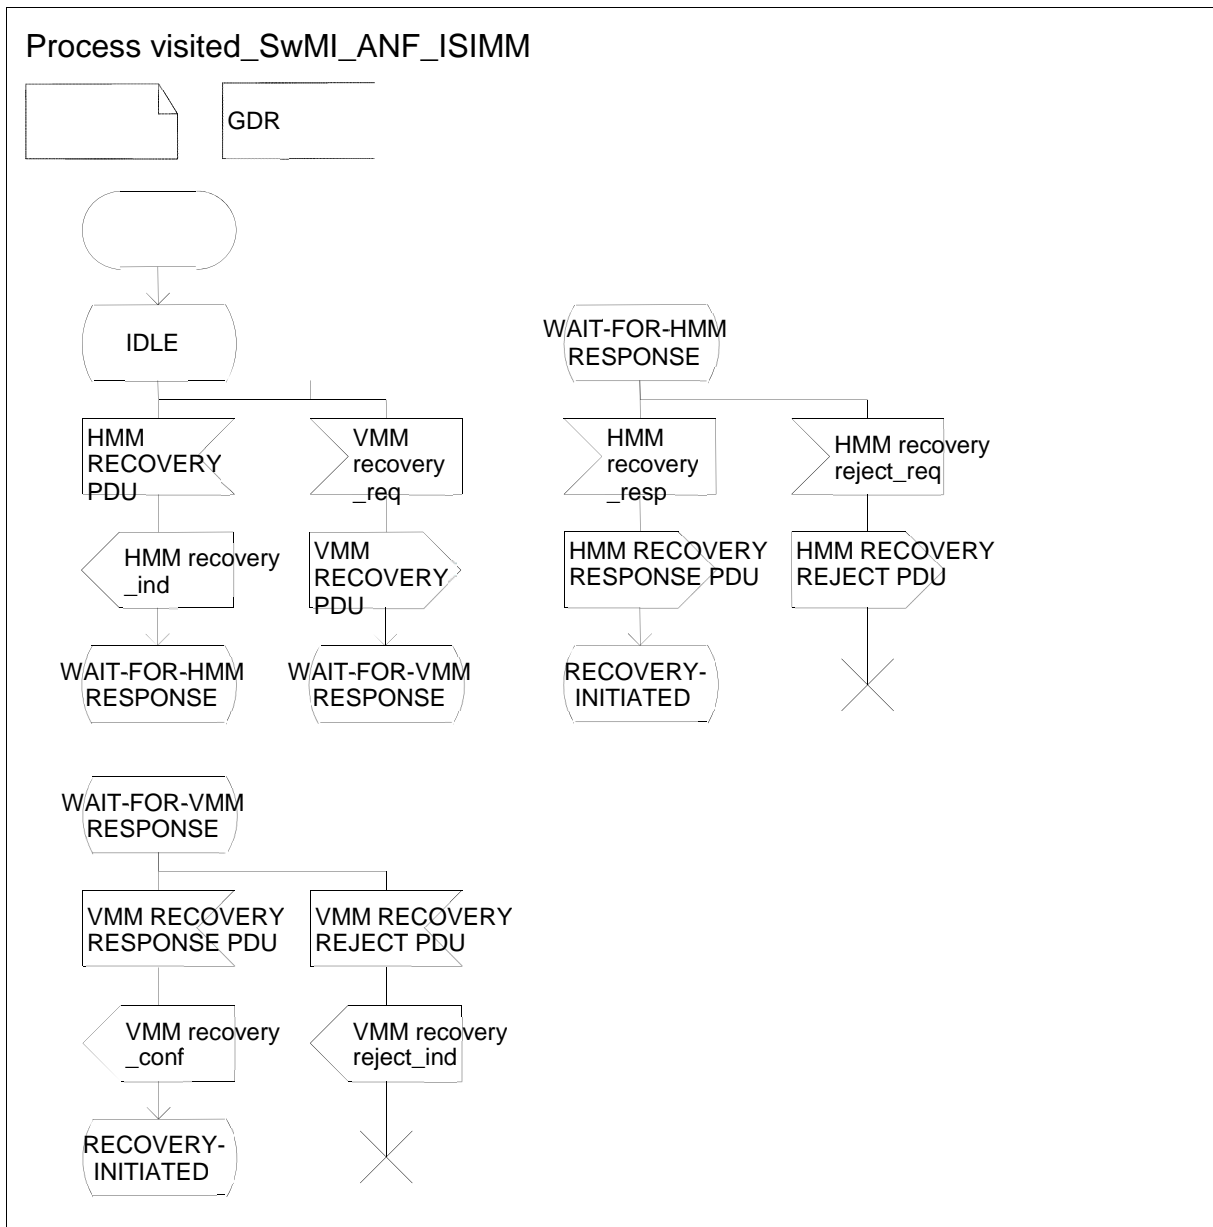 Process visited_SwMI_ANF_ISIMM
GDR
IDLE
HMM
RECOVERY
PDU
VMM
recovery
_req
HMM recovery
_ind
VMM
RECOVERY
PDU
WAIT-FOR-HMM
RESPONSE
WAIT-FOR-VMM
RESPONSE
WAIT-FOR-HMM
RESPONSE
HMM
recovery
_resp
HMM recovery
reject_req
HMM RECOVERY
RESPONSE PDU
HMM RECOVERY
REJECT PDU
RECOVERY-
INITIATED
WAIT-FOR-VMM
RESPONSE
VMM RECOVERY
RESPONSE PDU
VMM RECOVERY
REJECT PDU
VMM recovery
_conf
VMM recovery
reject_ind
RECOVERY-
INITIATED